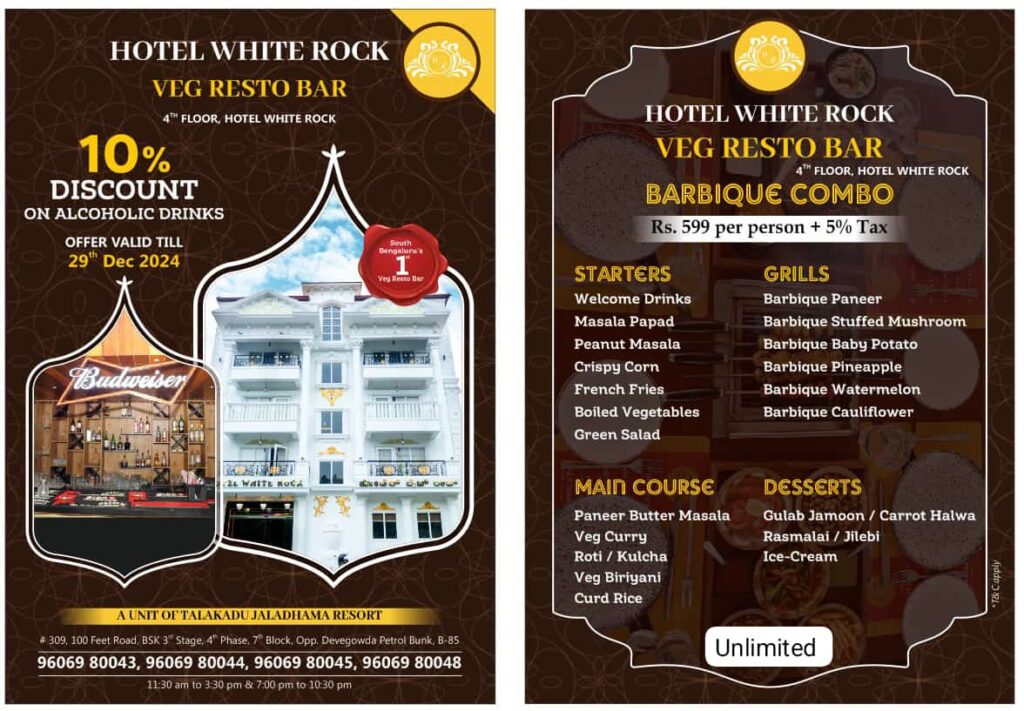 HOTEL WHITE ROCK
VEG RESTO BAR
4TH FLOOR, HOTEL WHITE ROCK
10%
DISCOUNT
ON ALCOHOLIC DRINKS
OFFER VALID TILL
29th Dec 2024
South
Bengaluru's
1st
Veg Resto Bar
Budweiser
HOTEL WHITE ROCK
A UNIT OF TALAKADU JALADHAMA RESORT
# 309, 100 Feet Road, BSK 3rd Stage, 4th Phase, 7th Block, Opp. Devegowda Petrol Bunk, B-85
96069 80043, 96069 80044, 96069 80045, 96069 80048
11:30 am to 3:30 pm & 7:00 pm to 10:30 pm
HOTEL WHITE ROCK
VEG RESTO BAR
4TH FLOOR, HOTEL WHITE ROCK
BARBIQUE COMBO
Rs. 599 per person + 5% Tax
STARTERS
Welcome Drinks
Masala Papad
Peanut Masala
Crispy Corn
French Fries
Boiled Vegetables
Green Salad
GRILLS
Barbique Paneer
Barbique Stuffed Mushroom
Barbique Baby Potato
Barbique Pineapple
Barbique Watermelon
Barbique Cauliflower
MAIN COURSE
Paneer Butter Masala
Veg Curry
Roti / Kulcha
Veg Biriyani
Curd Rice
DESSERTS
Gulab Jamoon / Carrot Halwa
Rasmalai / Jilebi
Ice-Cream
*T& C apply
Unlimited